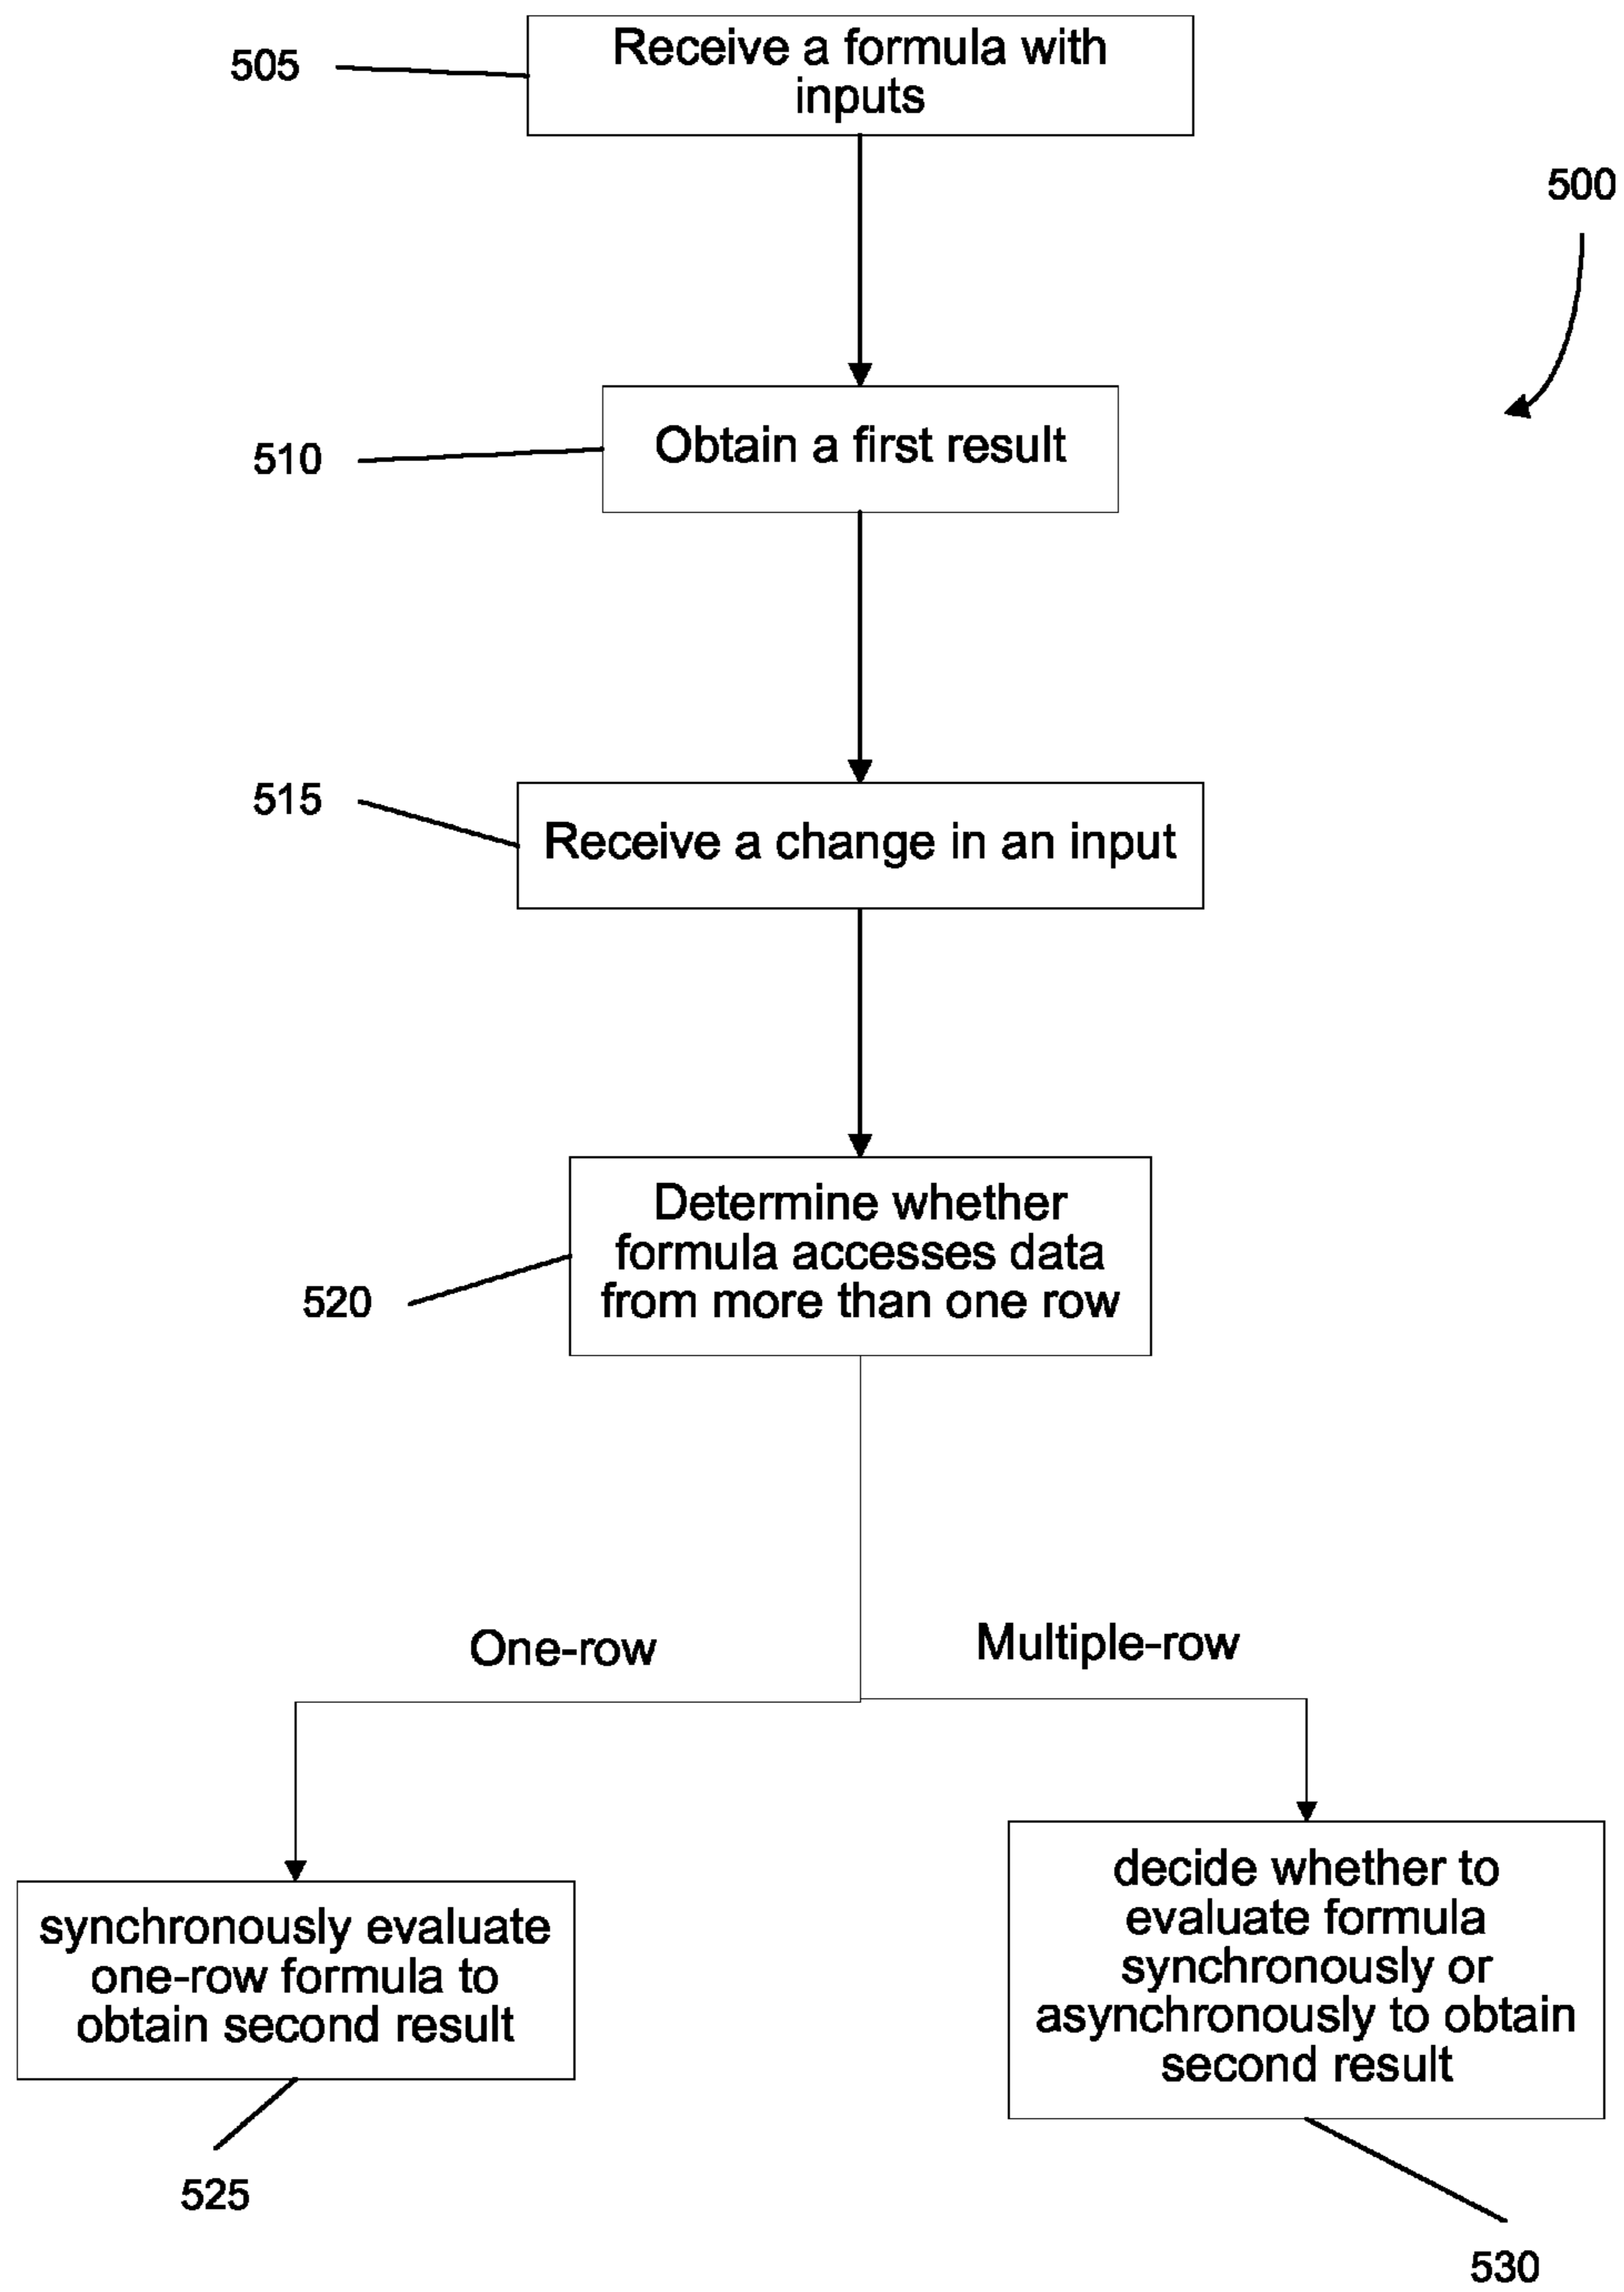 Receive a formula with
inputs
505
500
Obtain a first result
510
515
Receive a change in an input
Determine whether
formula accesses data
from more than one row
520
One-row
Multiple-row
synchronously evaluate
one-row formula to
obtain second result
decide whether to
evaluate formula
synchronously or
asynchronously to obtain
second result
525
530